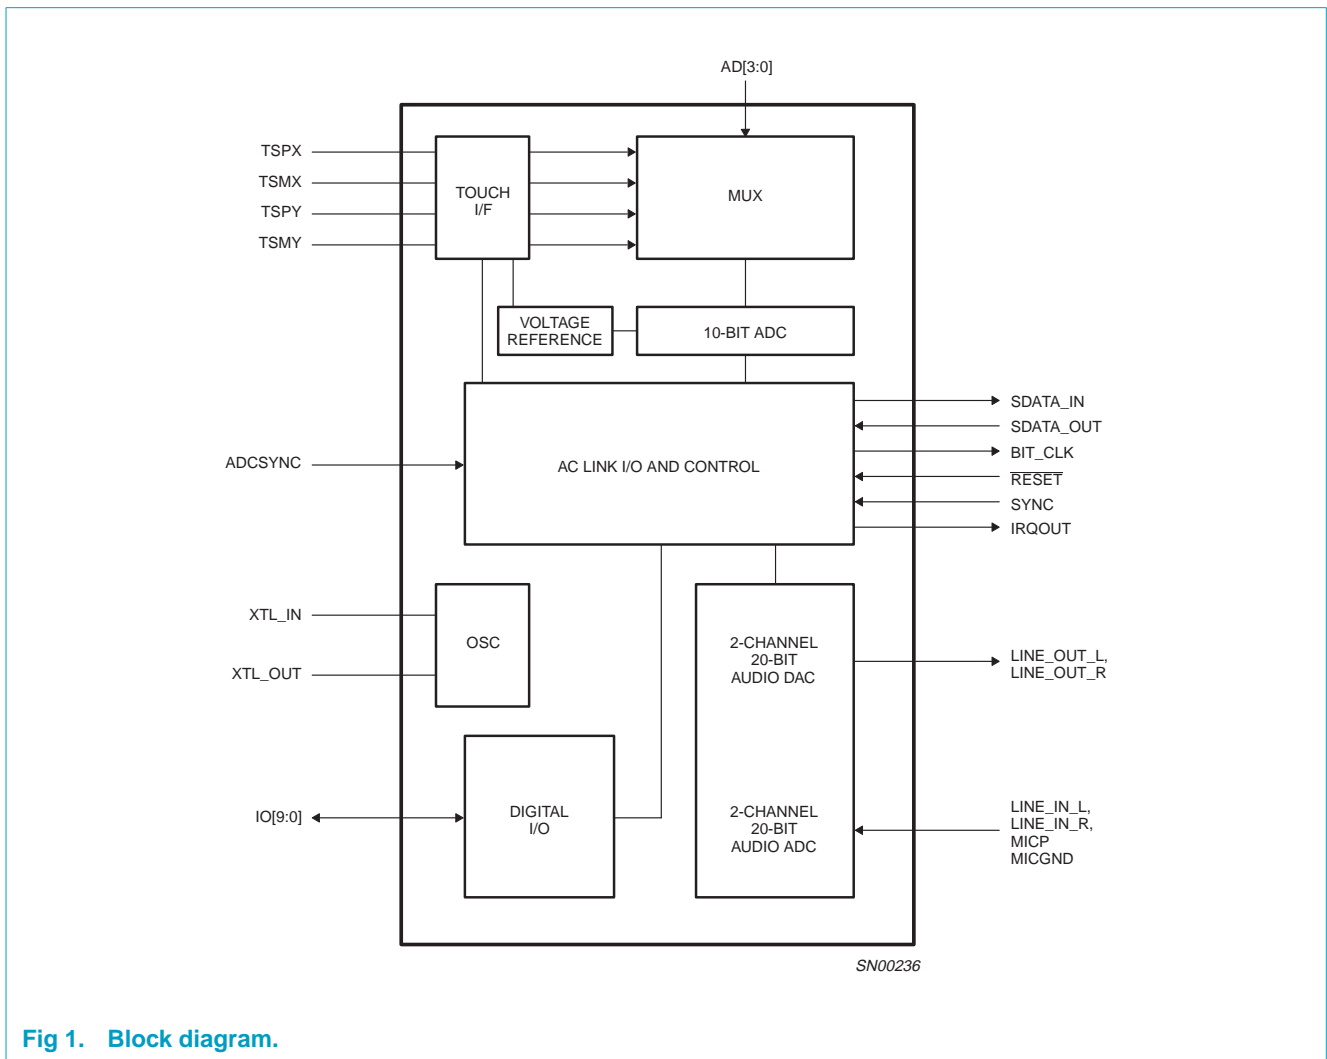 AD[3:0]
TSPX
TSMX
TSPY
TSMY
TOUCH
I/F
MUX
VOLTAGE
REFERENCE
10-BIT ADC
ADCSYNC
AC LINK I/O AND CONTROL
SDATA_IN
SDATA_OUT
BIT_CLK
RESET
SYNC
IRQOUT
XTL_IN
XTL_OUT
OSC
2-CHANNEL
20-BIT
AUDIO DAC
LINE_OUT_L,
LINE_OUT_R
IO[9:0]
DIGITAL
I/O
2-CHANNEL
20-BIT
AUDIO ADC
LINE_IN_L,
LINE_IN_R,
MICP
MICGND
SN00236
Fig 1. Block diagram.